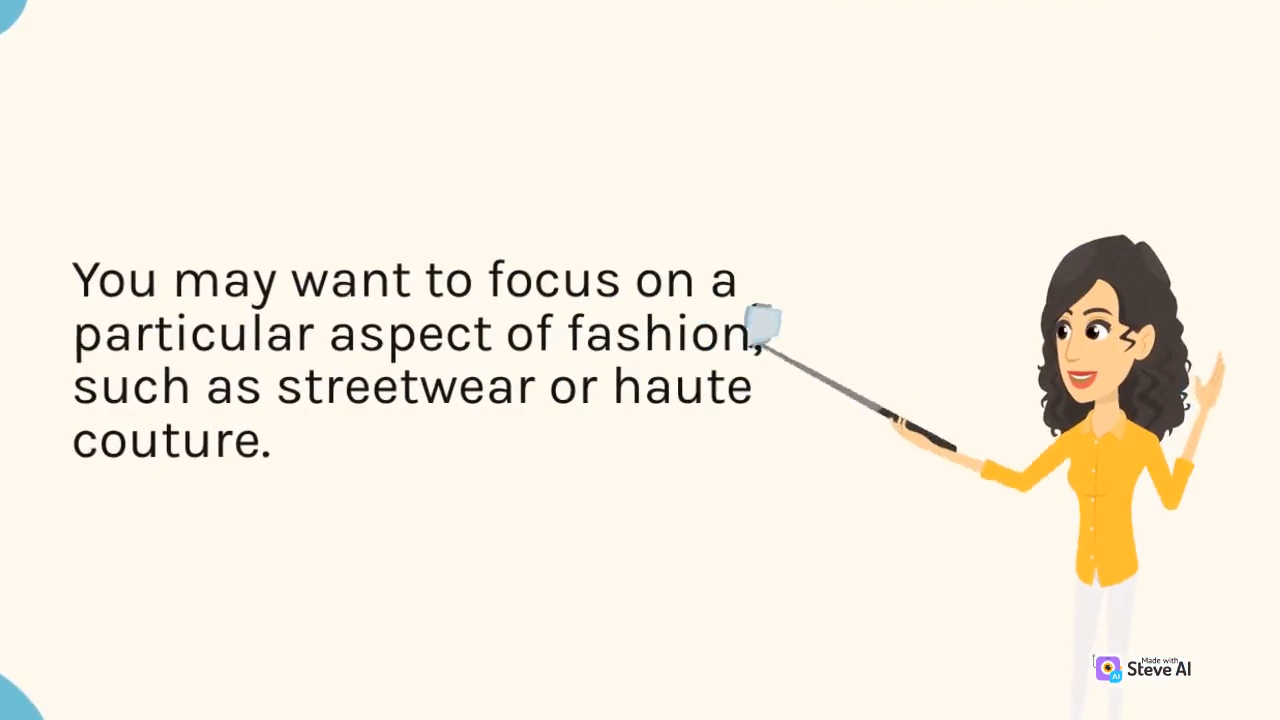 You may want to focus on a
particular aspect of fashion,
such as streetwear or haute
couture.
Made with
Steve AI
AI